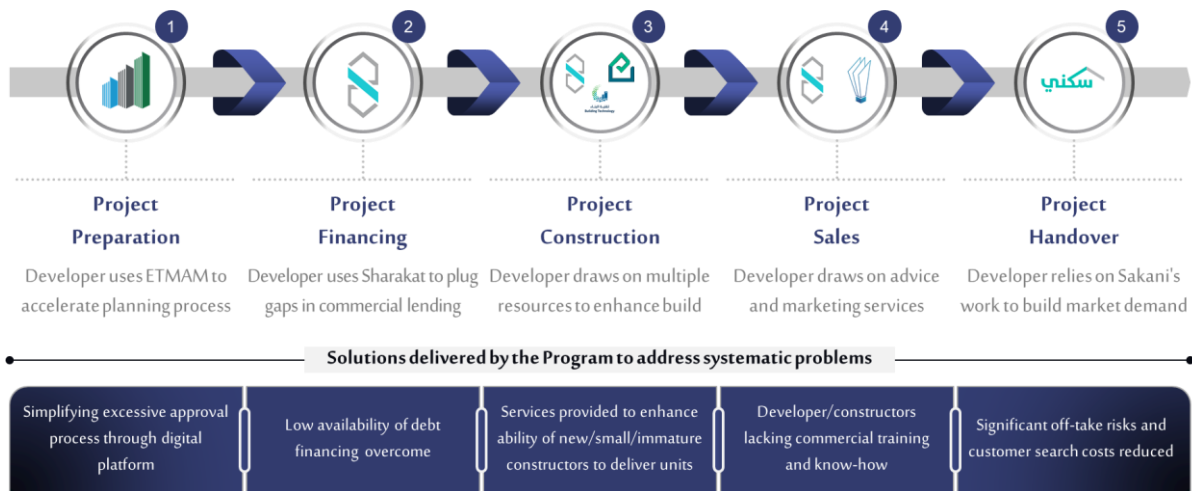 1
2
3
4
5
Building Technology
سكني
Project
Preparation
Developer uses ETMAM to
accelerate planning process
Project
Financing
Developer uses Sharakat to plug
gaps in commercial lending
Project
Construction
Developer draws on multiple
resources to enhance build
Project
Sales
Developer draws on advice
and marketing services
Project
Handover
Developer relies on Sakani's
work to build market demand
Solutions delivered by the Program to address systematic problems
Simplifying excessive approval
process through digital
platform
Low availability of debt
financing overcome
Services provided to enhance
ability of new/small/immature
constructors to deliver units
Developer/constructors
lacking commercial training
and know-how
Significant off-take risks and
customer search costs reduced